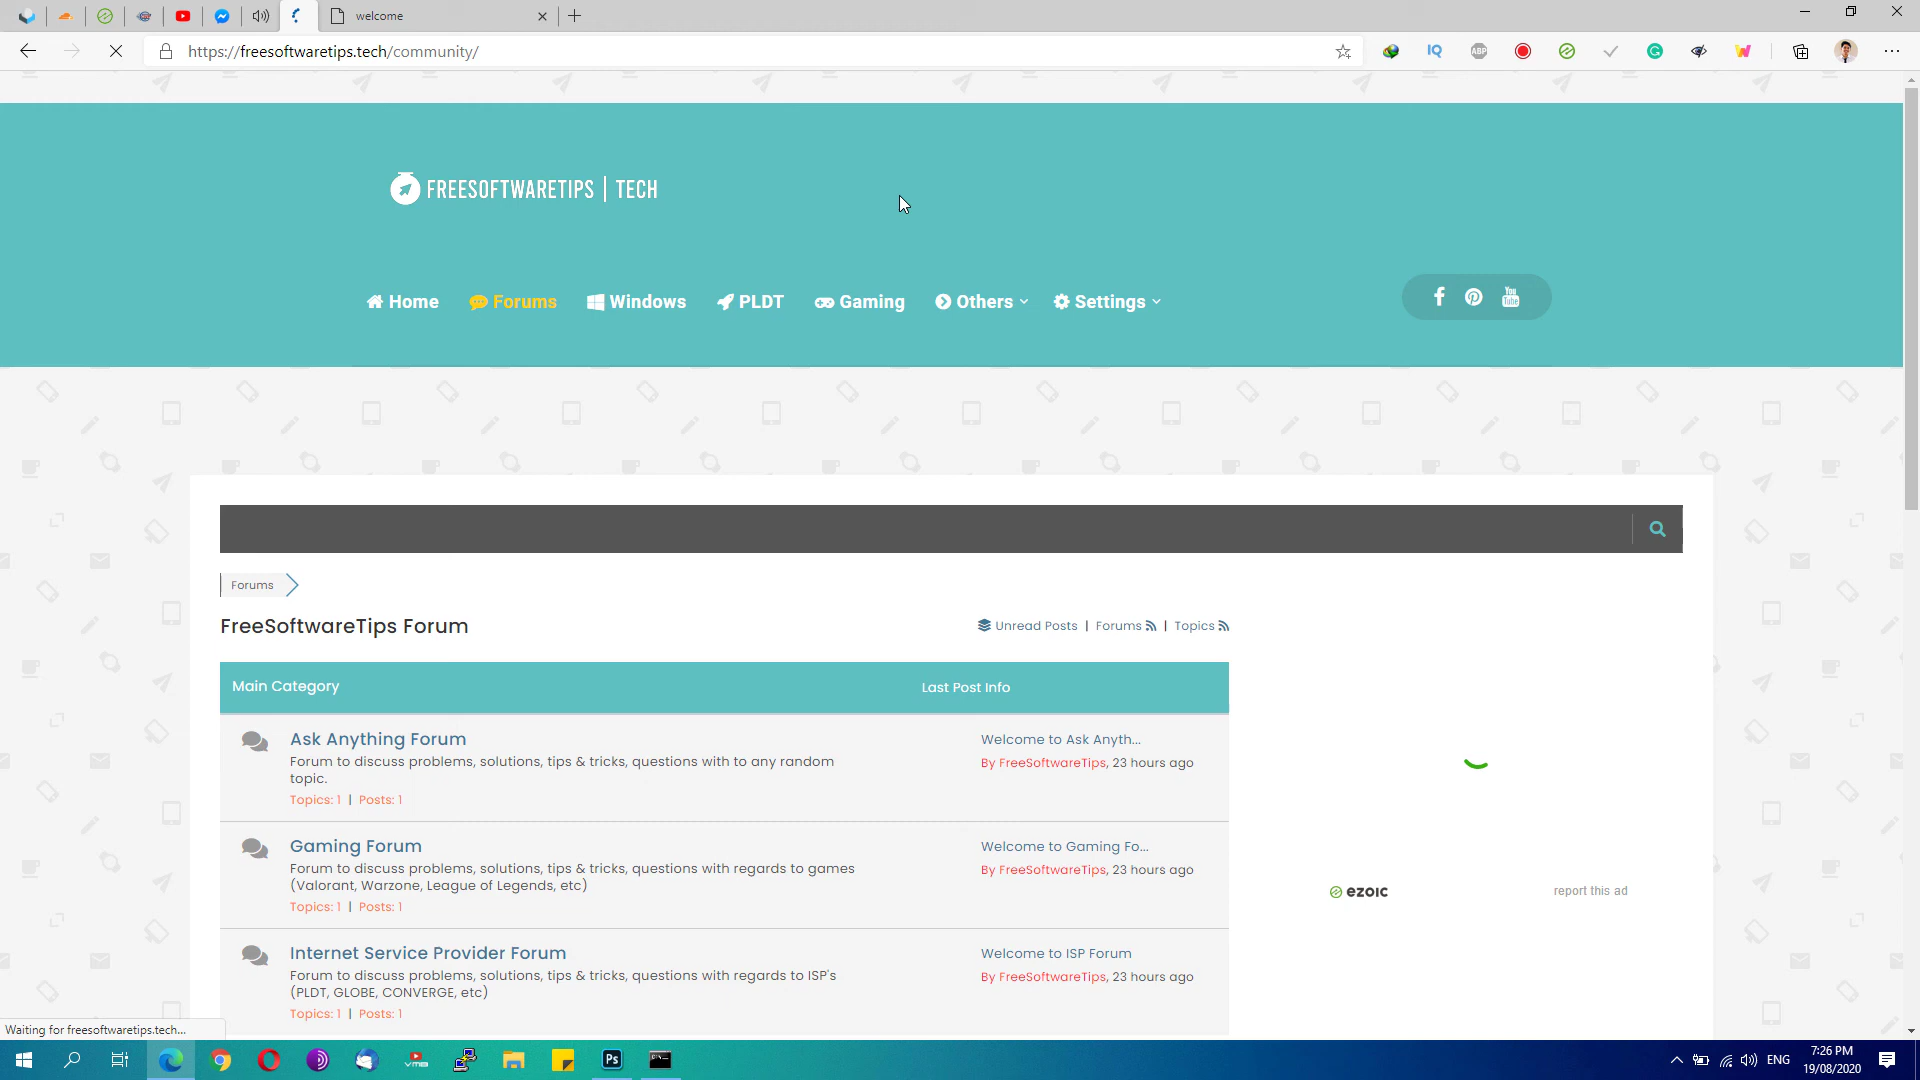 welcome
https://freesoftwaretips.tech/community/
IQ
ABP
FREESOFTWARETIPS | TECH
Home
Forums
Windows
PLDT
Gaming
Others
Settings
You
Tube
Forums
FreeSoftwareTips Forum
Unread Posts | Forums | Topics
Main Category
Last Post Info
Ask Anything Forum
Forum to discuss problems, solutions, tips & tricks, questions with to any random
topic.
Topics: 1 | Posts: 1
Welcome to Ask Anyth...
By FreeSoftwareTips, 23 hours ago
Gaming Forum
Forum to discuss problems, solutions, tips & tricks, questions with regards to games
(Valorant, Warzone, League of Legends, etc)
Topics: 1 | Posts: 1
Welcome to Gaming Fo...
By FreeSoftwareTips, 23 hours ago
Internet Service Provider Forum
Forum to discuss problems, solutions, tips & tricks, questions with regards to ISP's
(PLDT, GLOBE, CONVERGE, etc)
Topics: 1 | Posts: 1
Welcome to ISP Forum
By FreeSoftwareTips, 23 hours ago
ezoic
report this ad
Waiting for freesoftwaretips.tech...
Ps
ENG
7:26 PM
19/08/2020